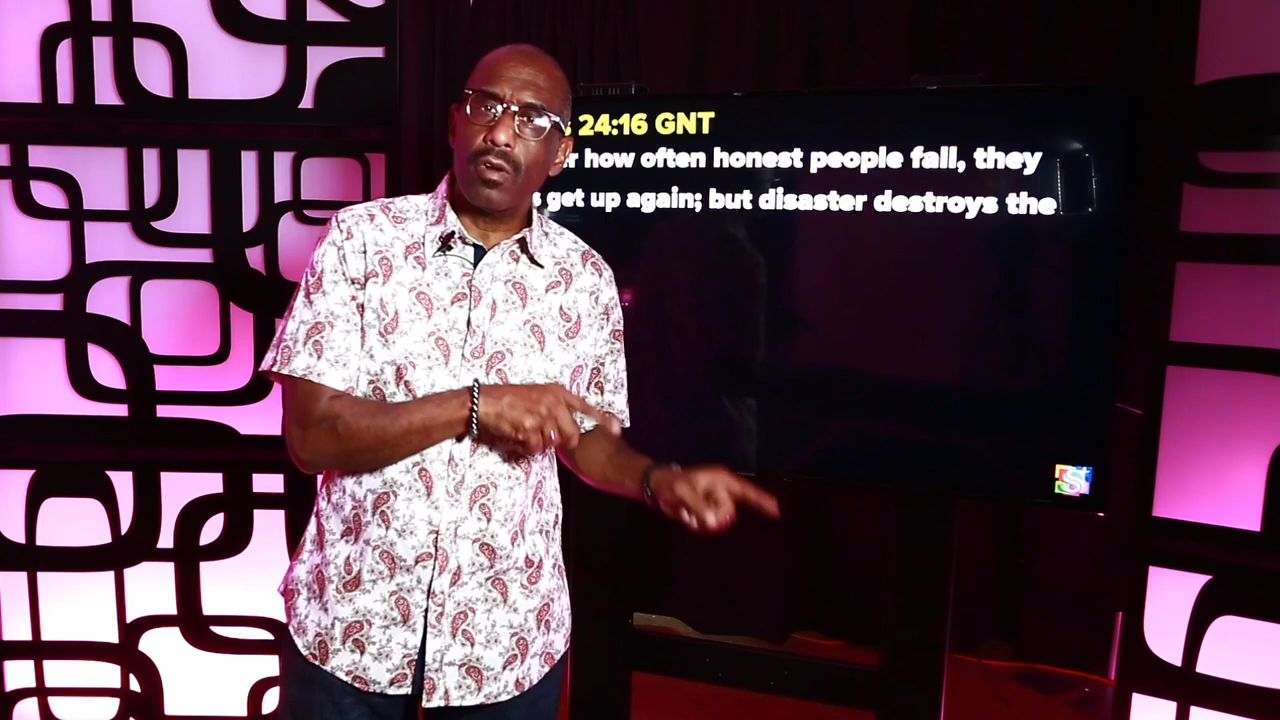 24:16 GNT
how often honest people fall, they
get up again; but disaster destroys the
S